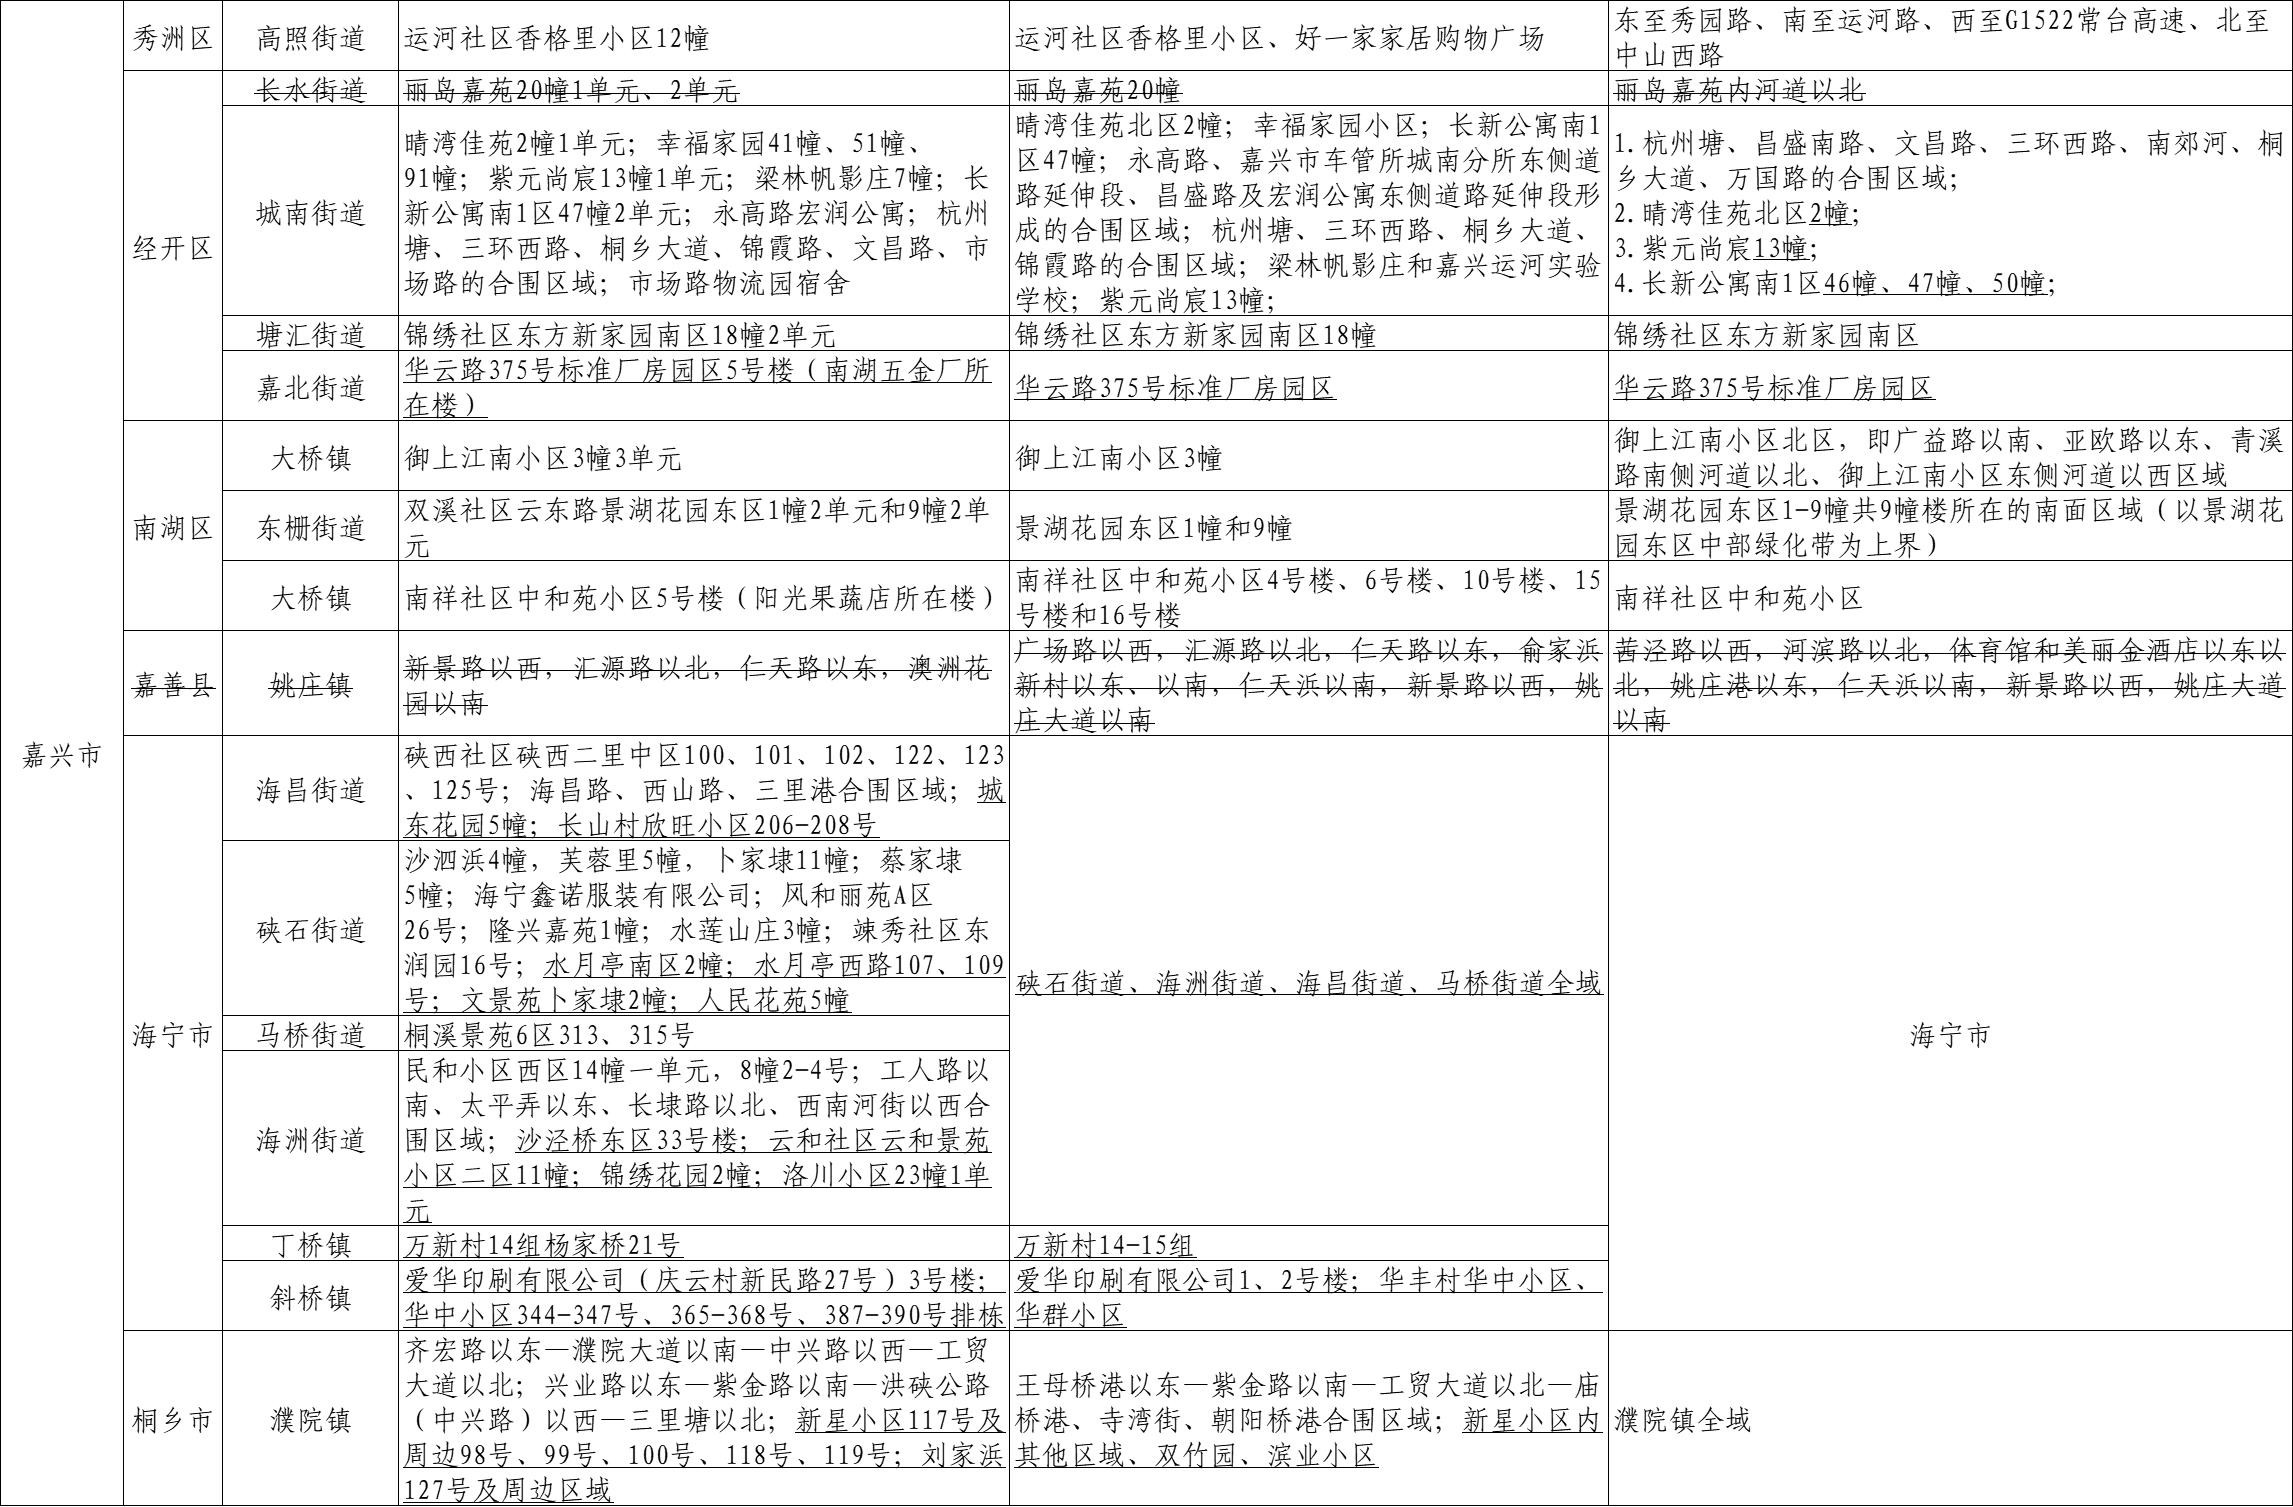 嘉兴市
秀洲区
高照街道
运河社区香格里小区12幢
运河社区香格里小区、好一家家居购物广场
东至秀园路、南至运河路、西至G1522常台高速、北至
中山西路
经开区
长水街道
丽岛嘉苑20幢1单元、2单元
丽岛嘉苑20幢
丽岛嘉苑内河道以北
城南街道
晴湾佳苑2幢1单元；幸福家园41幢、51幢、
91幢；紫元尚宸13幢1单元；梁林帆影庄7幢；长
新公寓南1区47幢2单元；永高路宏润公寓；杭州
塘、三环西路、桐乡大道、锦霞路、文昌路、市
场路的合围区域；市场路物流园宿舍
晴湾佳苑北区2幢；幸福家园小区；长新公寓南1
区47幢；永高路、嘉兴市车管所城南分所东侧道
路延伸段、昌盛路及宏润公寓东侧道路延伸段形
成的合围区域；杭州塘、三环西路、桐乡大道、
锦霞路的合围区域；梁林帆影庄和嘉兴运河实验
学校；紫元尚宸13幢；
1.杭州塘、昌盛南路、文昌路、三环西路、南郊河、桐
乡大道、万国路的合围区域；
2.晴湾佳苑北区2幢；
3.紫元尚宸13幢；
4.长新公寓南1区46幢、47幢、50幢；
塘汇街道
锦绣社区东方新家园南区18幢2单元
锦绣社区东方新家园南区18幢
锦绣社区东方新家园南区
嘉北街道
华云路375号标准厂房园区5号楼（南湖五金厂所
在楼）
华云路375号标准厂房园区
华云路375号标准厂房园区
南湖区
大桥镇
御上江南小区3幢3单元
御上江南小区3幢
御上江南小区北区，即广益路以南、亚欧路以东、青溪
路南侧河道以北、御上江南小区东侧河道以西区域
东栅街道
双溪社区云东路景湖花园东区1幢2单元和9幢2单
元
景湖花园东区1幢和9幢
景湖花园东区1-9幢共9幢楼所在的南面区域（以景湖花
园东区中部绿化带为上界）
大桥镇
南祥社区中和苑小区5号楼（阳光果蔬店所在楼）
南祥社区中和苑小区4号楼、6号楼、10号楼、15
号楼和16号楼
南祥社区中和苑小区
嘉善县
姚庄镇
新景路以西，汇源路以北，仁天路以东，澳洲花
园以南
广场路以西，汇源路以北，仁天路以东，俞家浜
新村以东、以南，仁天浜以南，新景路以西，姚
庄大道以南
茜泾路以西，河滨路以北，体育馆和美丽金酒店以东以
北，姚庄港以东，仁天浜以南，新景路以西，姚庄大道
以南
海宁市
海昌街道
硖西社区硖西二里中区100、101、102、122、123
、125号；海昌路、西山路、三里港合围区域；城
东花园5幢；长山村欣旺小区206-208号
硖石街道、海洲街道、海昌街道、马桥街道全域
海宁市
硖石街道
沙泗浜4幢，芙蓉里5幢，卜家埭11幢；蔡家埭
5幢；海宁鑫诺服装有限公司；风和丽苑A区
26号；隆兴嘉苑1幢；水莲山庄3幢；竦秀社区东
润园16号；水月亭南区2幢；水月亭西路107、109
号；文景苑卜家埭2幢；人民花苑5幢
马桥街道
桐溪景苑6区313、315号
海洲街道
民和小区西区14幢一单元，8幢2-4号；工人路以
南、太平弄以东、长埭路以北、西南河街以西合
围区域；沙泾桥东区33号楼；云和社区云和景苑
小区二区11幢；锦绣花园2幢；洛川小区23幢1单
元
丁桥镇
万新村14组杨家桥21号
万新村14-15组
斜桥镇
爱华印刷有限公司（庆云村新民路27号）3号楼；
华中小区344-347号、365-368号、387-390号排栋
爱华印刷有限公司1、2号楼；华丰村华中小区、
华群小区
桐乡市
濮院镇
齐宏路以东—濮院大道以南—中兴路以西—工贸
大道以北；兴业路以东—紫金路以南—洪硖公路
（中兴路）以西—三里塘以北；新星小区117号及
周边98号、99号、100号、118号、119号；刘家浜
127号及周边区域
王母桥港以东—紫金路以南—工贸大道以北—庙
桥港、寺湾街、朝阳桥港合围区域；新星小区内
其他区域、双竹园、滨业小区
濮院镇全域